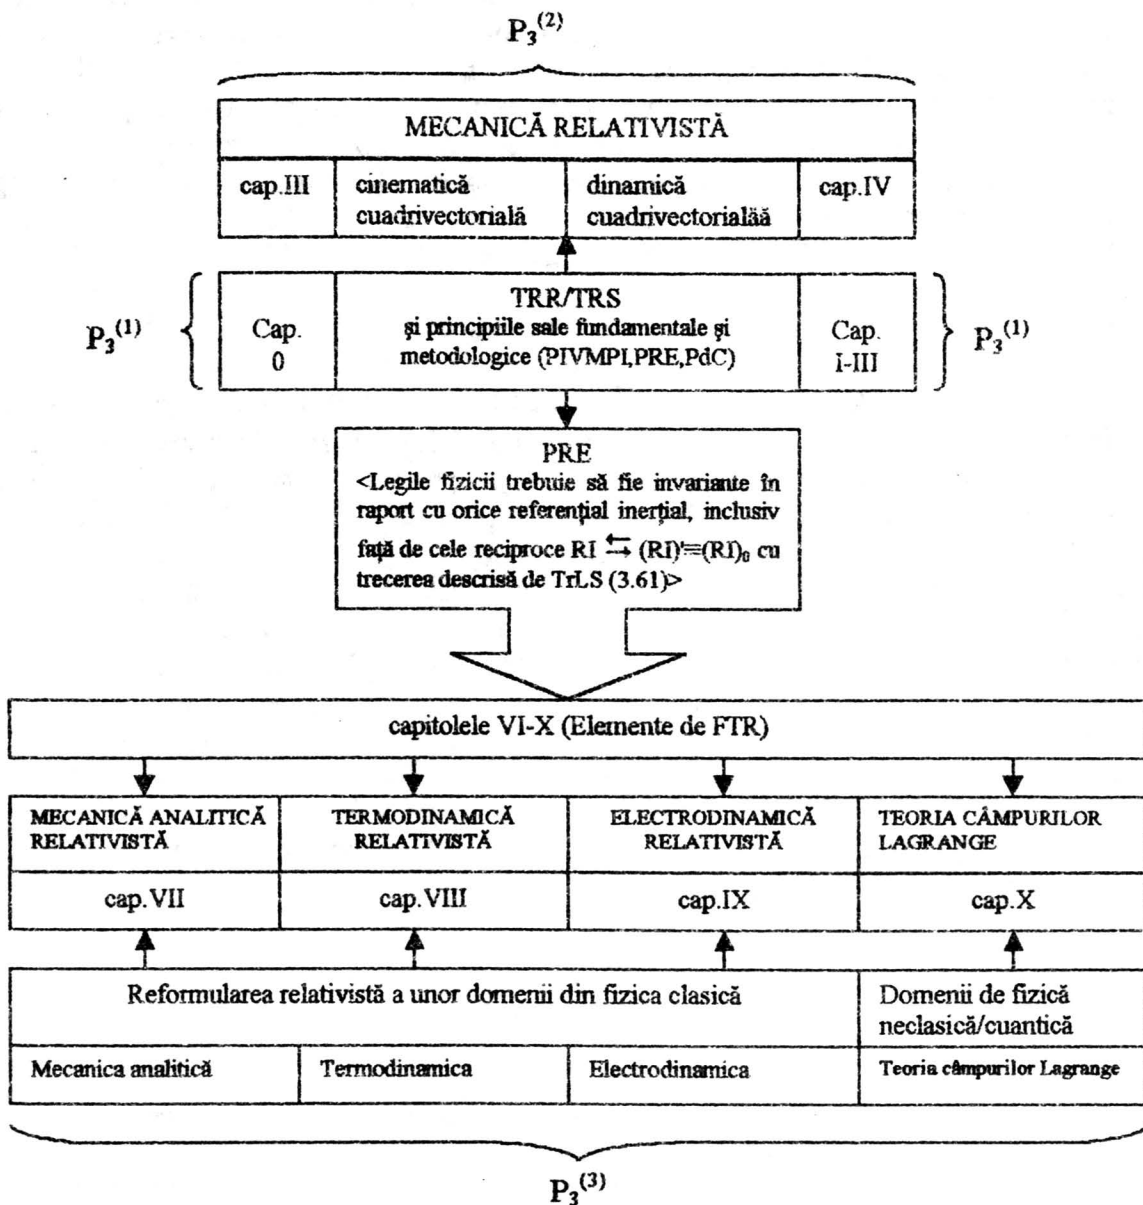 P₃⁽²⁾
MECANICĂ RELATIVISTĂ
cap.III cinematică dinamică cap.IV
cuadrivectorială cuadrivectorialăă
TRR/TRS
P₃⁽¹⁾ Cap. și principiile sale fundamentale și Cap. P₃⁽¹⁾
0 metodologice (PIVMPI,PRE,PdC) I-III
PRE
<Legile fizicii trebuie să fie invariante în
raport cu orice referențial inerțial, inclusiv
față de cele reciproce RI ⇆ (RI)'≡(RI)₀ cu
trecerea descrisă de TrLS (3.61)>
capitolele VI-X (Elemente de FTR)
MECANICĂ ANALITICĂ TERMODINAMICĂ ELECTRODINAMICĂ TEORIA CÂMPURILOR
RELATIVISTĂ RELATIVISTĂ RELATIVISTĂ LAGRANGE
cap.VII cap.VIII cap.IX cap.X
Reformularea relativistă a unor domenii din fizica clasică Domenii de fizică
neclasică/cuantică
Mecanica analitică Termodinamica Electrodinamica Teoria câmpurilor Lagrange
P₃⁽³⁾